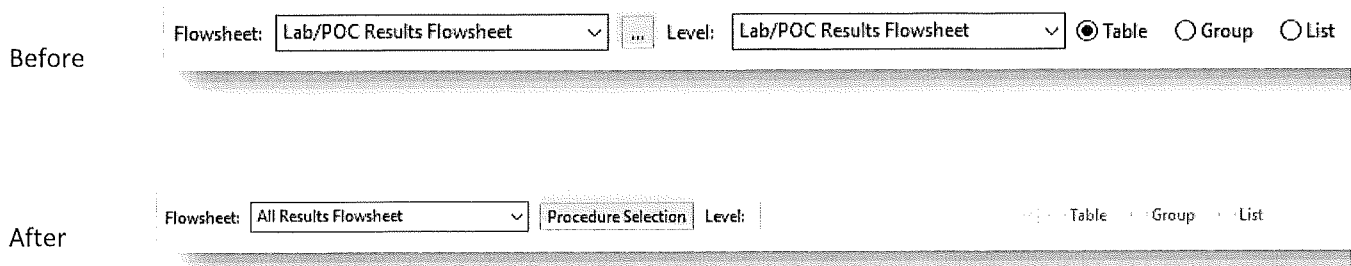 Before
Flowsheet: Lab/POC Results Flowsheet ... Level: Lab/POC Results Flowsheet Table Group List
After
Flowsheet: All Results Flowsheet Procedure Selection Level: Table Group List